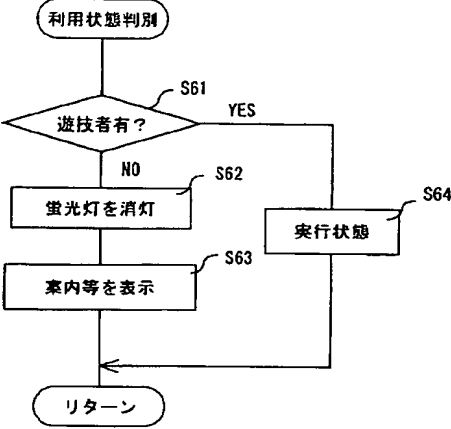 利用状態判別
S61
遊技者有？
YES
NO
S62
蛍光灯を消灯
S64
実行状態
S63
案内等を表示
リターン